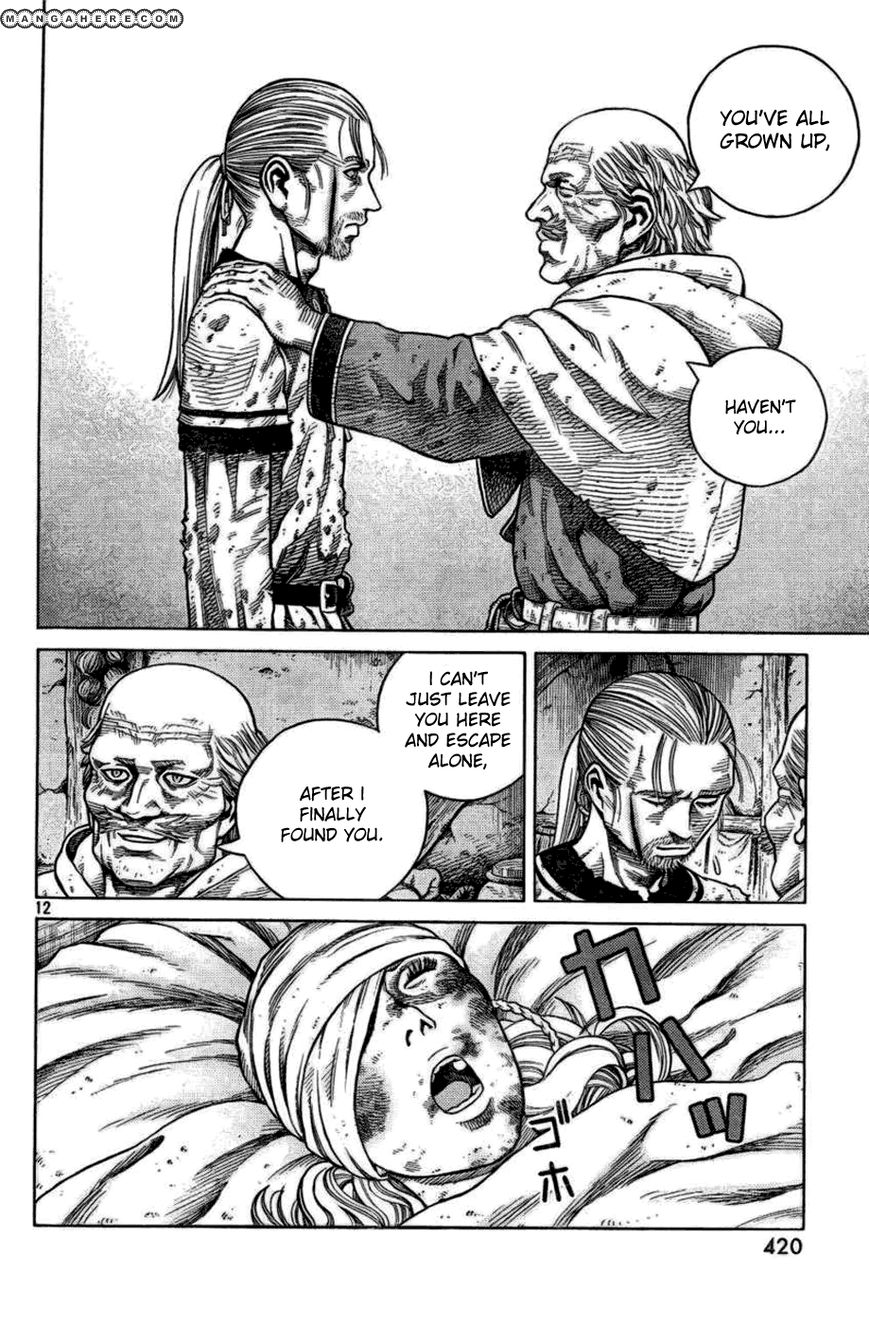 MANGAHERE.COM
YOU'VE ALL
GROWN UP,
HAVEN'T
YOU...
I CAN'T
JUST LEAVE
YOU HERE
AND ESCAPE
ALONE,
AFTER I
FINALLY
FOUND YOU.
12
カハッ
ゴホ
420